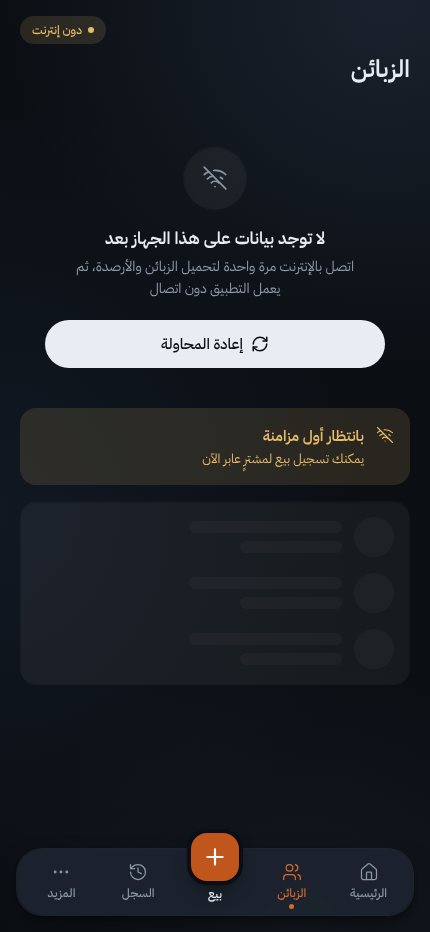 دون إنترنت
الزبائن
لا توجد بيانات على هذا الجهاز بعد
اتصل بالإنترنت مرة واحدة لتحميل الزبائن والأرصدة، ثم
يعمل التطبيق دون اتصال
إعادة المحاولة
بانتظار أول مزامنة
يمكنك تسجيل بيع لمشترٍ عابر الآن
الرئيسية
الزبائن
بيع
السجل
المزيد